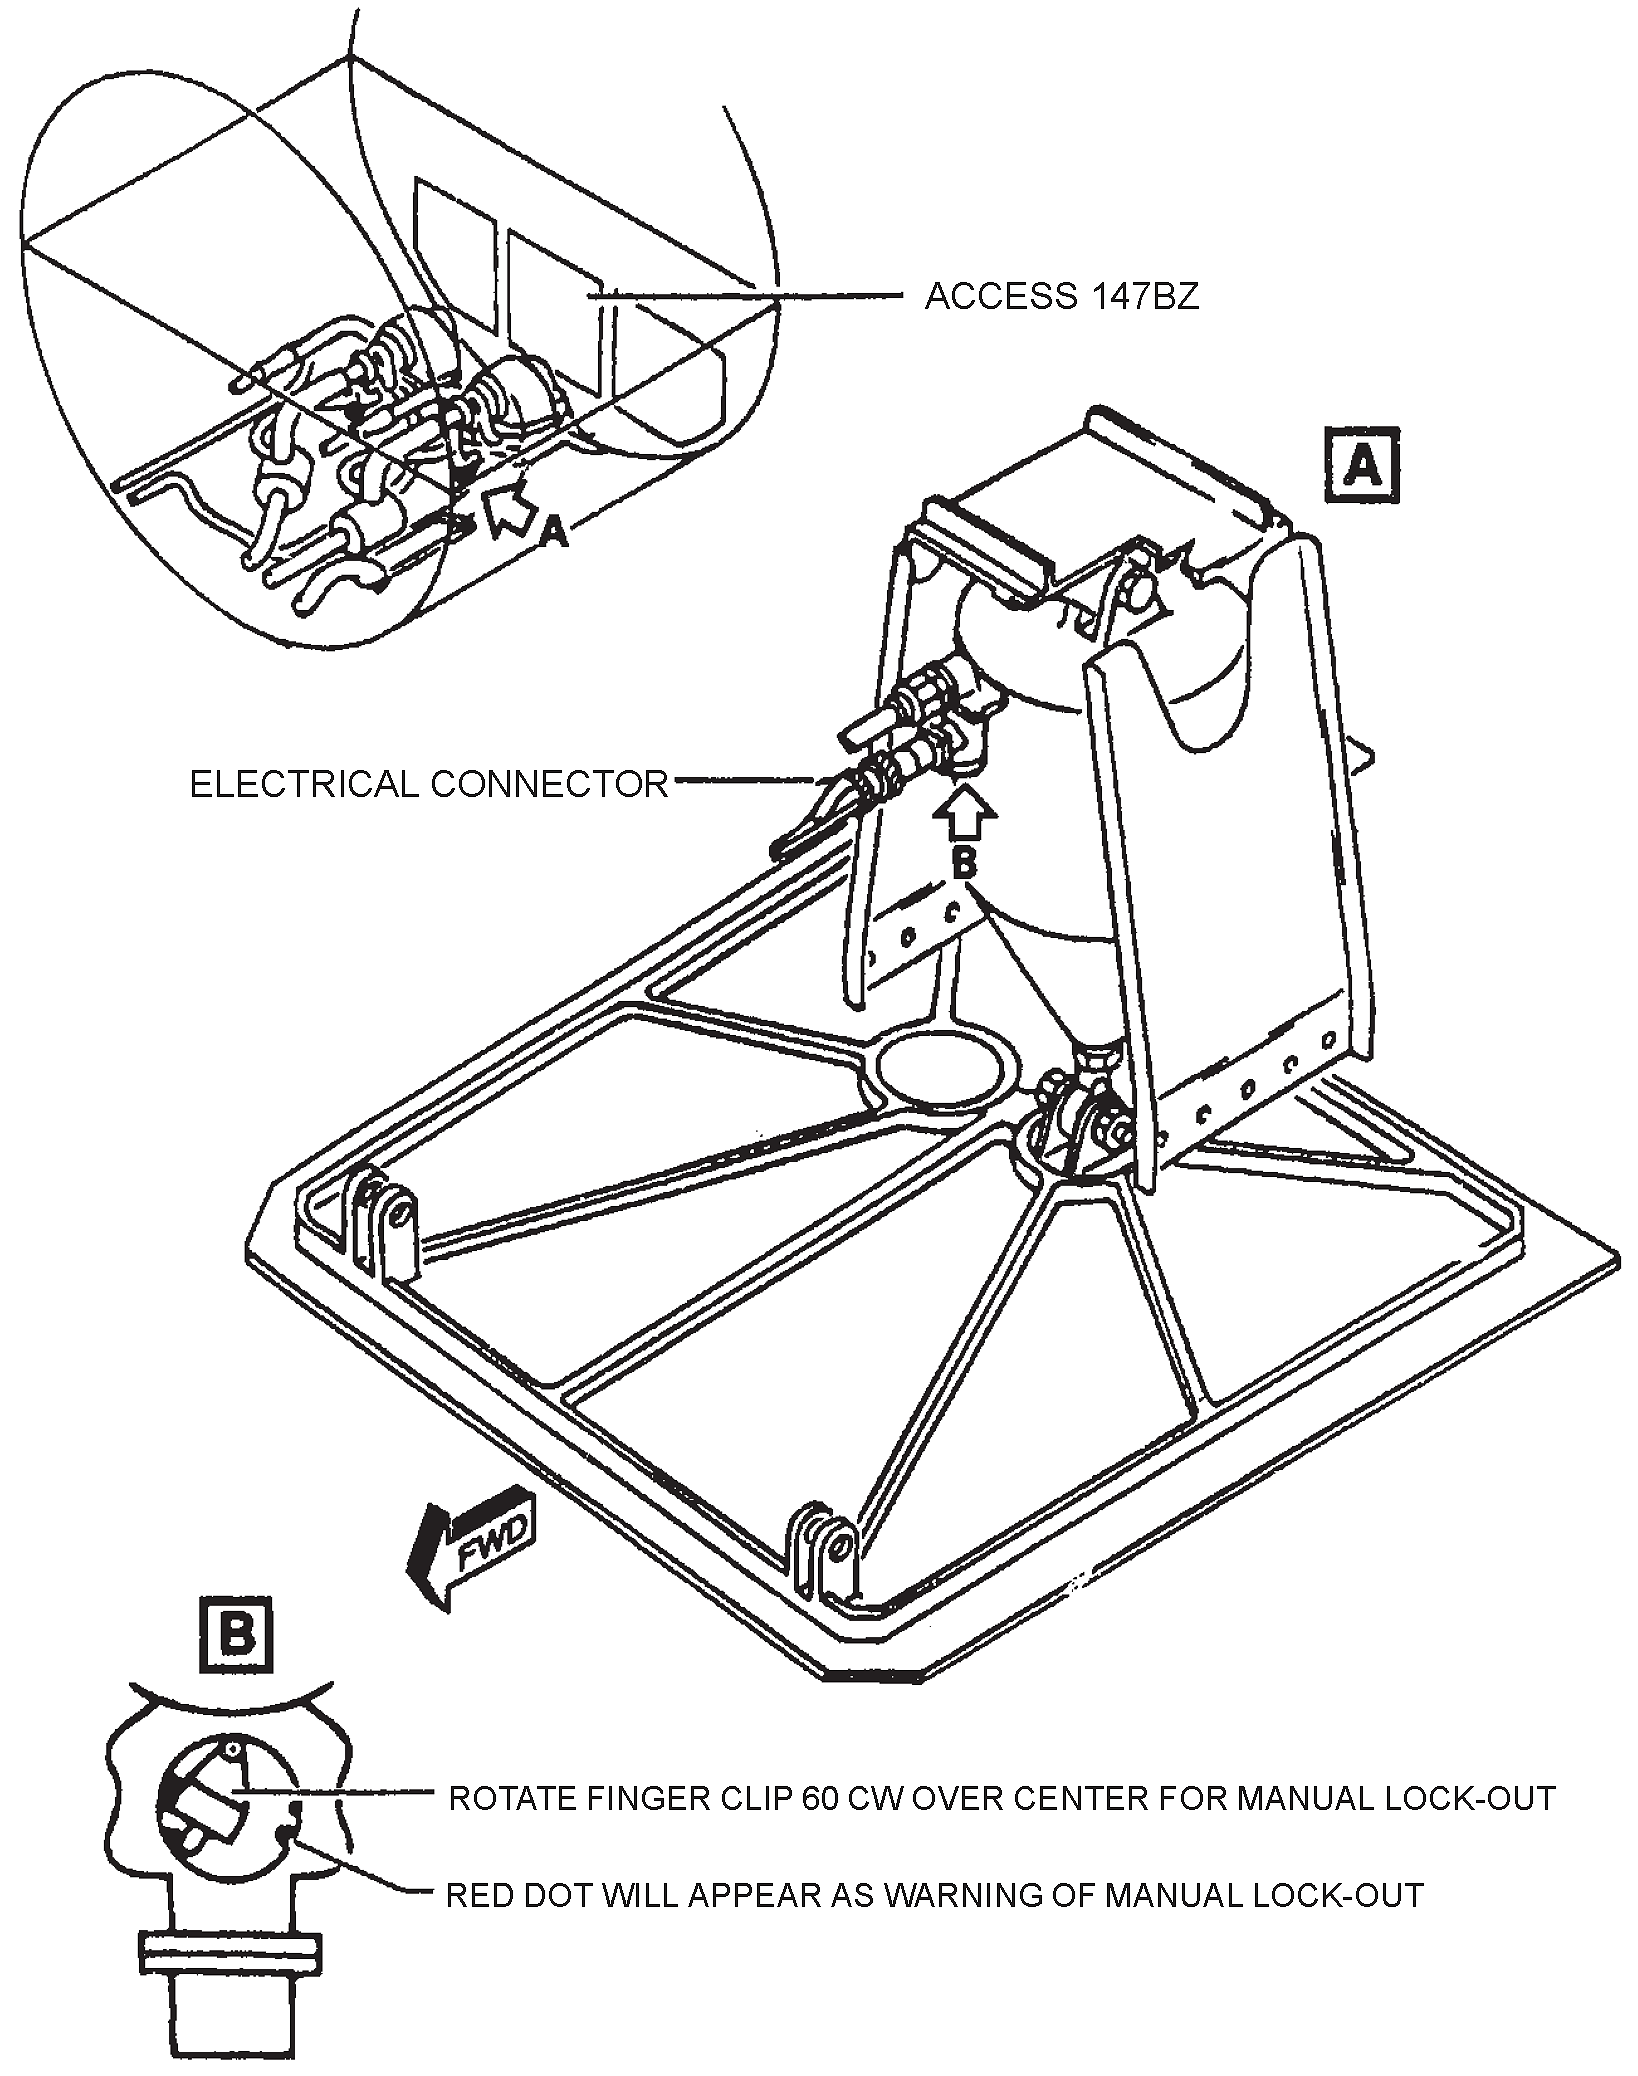 ACCESS 147BZ
A
A
ELECTRICAL CONNECTOR
B
FWD
B
ROTATE FINGER CLIP 60 CW OVER CENTER FOR MANUAL LOCK-OUT
RED DOT WILL APPEAR AS WARNING OF MANUAL LOCK-OUT